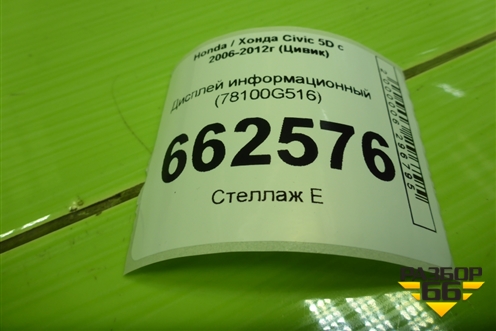 Honda / Хонда Civic 5D с
2006-2012г (Цивик)
Дисплей информационный
(78100G516)
662576
Стеллаж Е
РАЗБОР
66